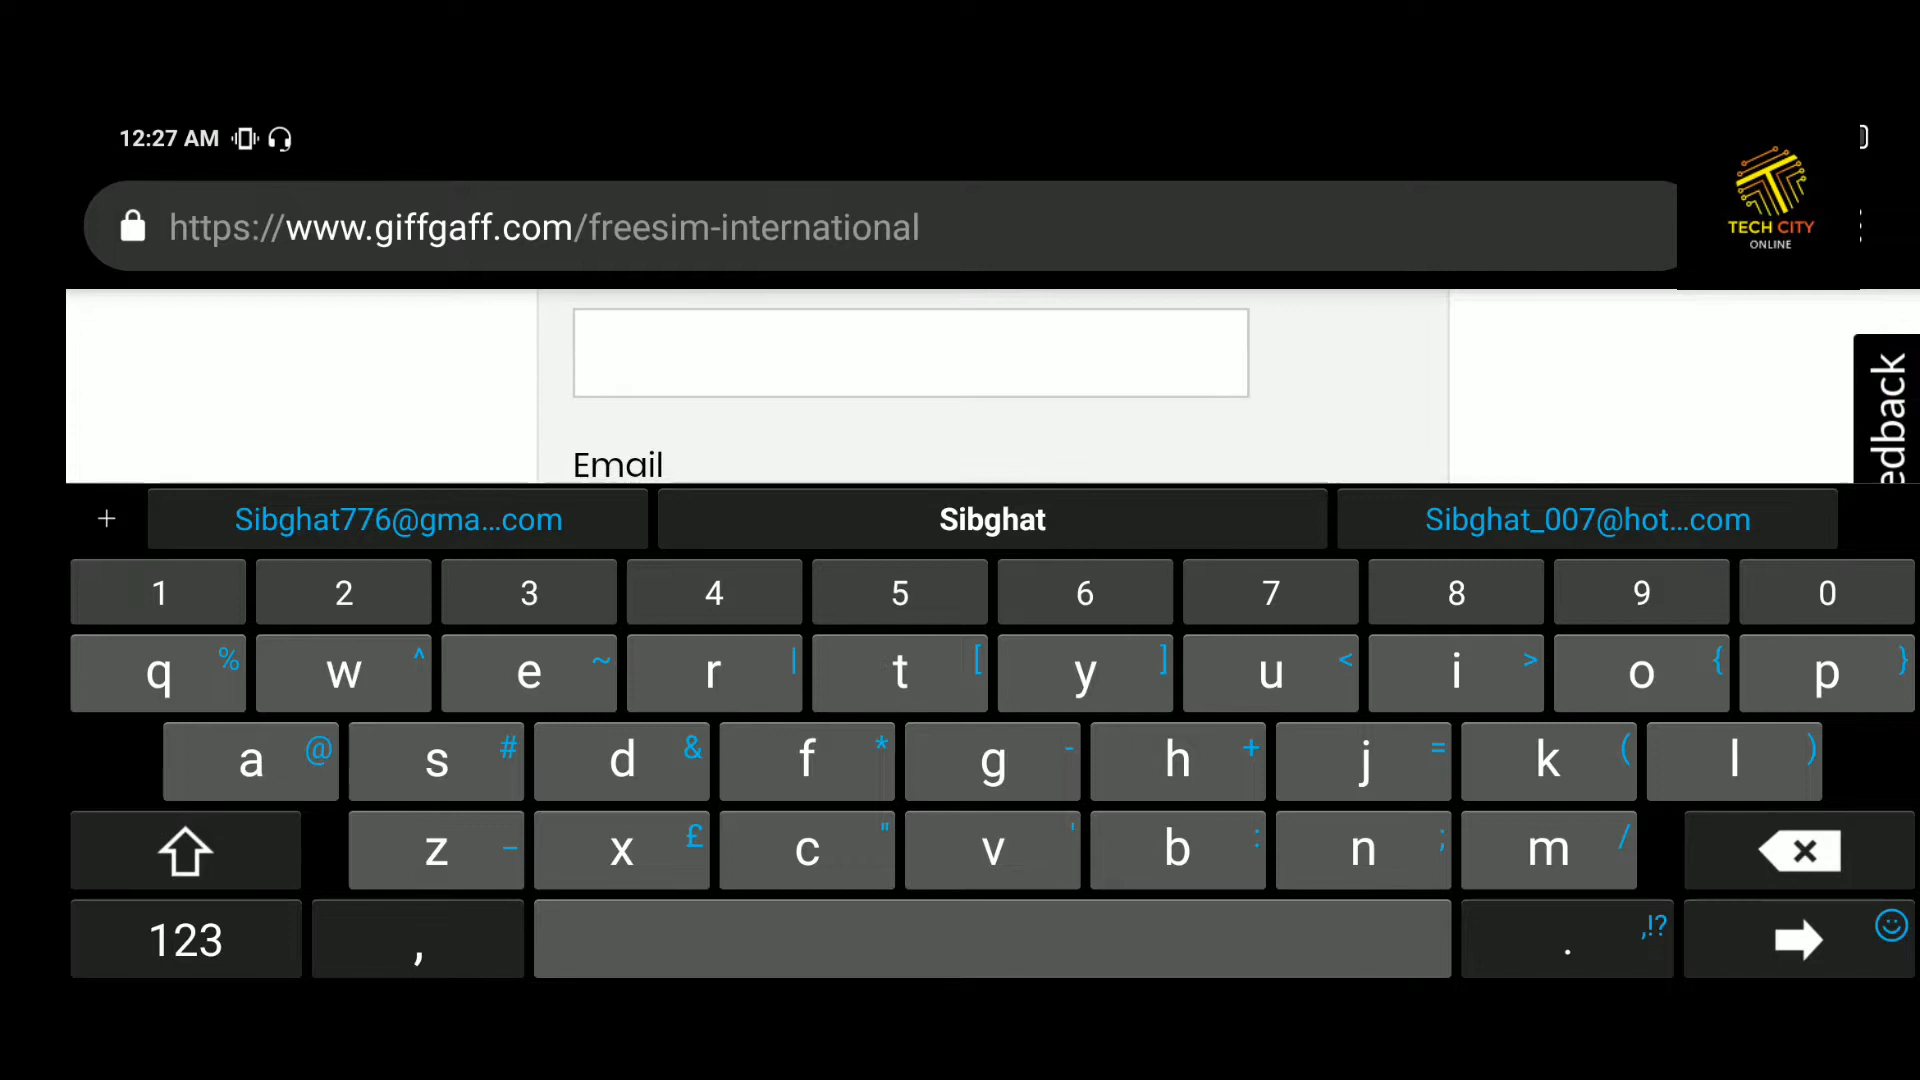 12:27 AM
https://www.giffgaff.com/freesim-international
TECH CITY
ONLINE
edback
Email
+ Sibghat776@gma...com Sibghat Sibghat_007@hot...com
1 2 3 4 5 6 7 8 9 0
q % w ^ e ~ r | t [ y ] u < i > o { p }
a @ s # d & f * g - h + j = k ( l )
z _ x £ c " v ' b : n ; m /
123 , . ,!?